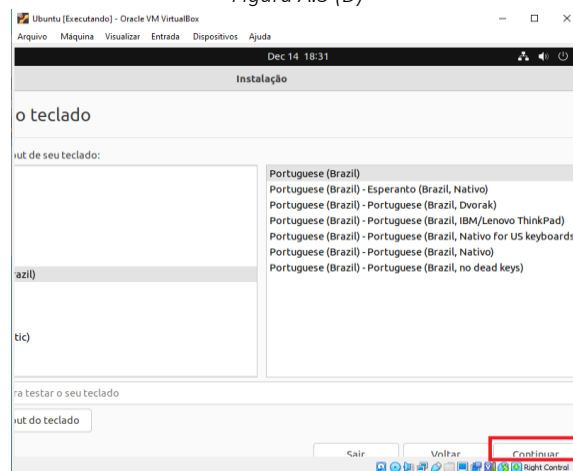 Figura A.8 (D)
Ubuntu [Executando] - Oracle VM VirtualBox
Arquivo Máquina Visualizar Entrada Dispositivos Ajuda
Dec 14 18:31
Instalação
o teclado
out de seu teclado:
Portuguese (Brazil)
Portuguese (Brazil) - Esperanto (Brazil, Nativo)
Portuguese (Brazil) - Portuguese (Brazil, Dvorak)
Portuguese (Brazil) - Portuguese (Brazil, IBM/Lenovo ThinkPad)
Portuguese (Brazil) - Portuguese (Brazil, Nativo for US keyboards
Portuguese (Brazil) - Portuguese (Brazil, Nativo)
azil)
Portuguese (Brazil) - Portuguese (Brazil, no dead keys)
tic)
ra testar o seu teclado
out do teclado
Sair Voltar Continuar
Right Control